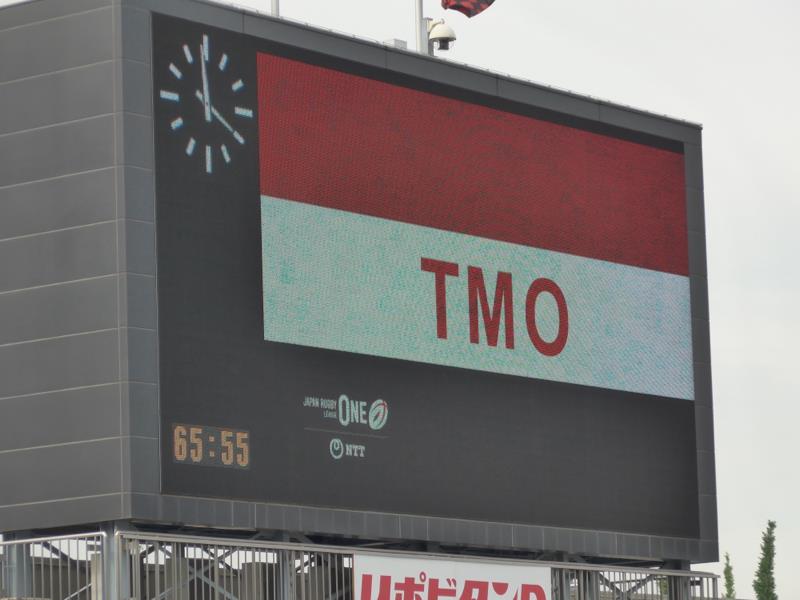 TMO
JAPAN RUGBY
LEAGUE ONE
NTT
65:55
リポビタンD